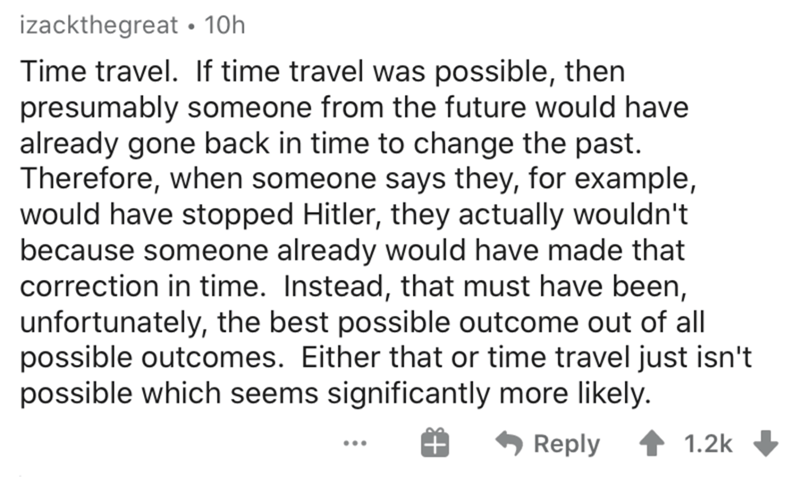 izackthegreat • 10h
Time travel.  If time travel was possible, then
presumably someone from the future would have
already gone back in time to change the past.
Therefore, when someone says they, for example,
would have stopped Hitler, they actually wouldn't
because someone already would have made that
correction in time.  Instead, that must have been,
unfortunately, the best possible outcome out of all
possible outcomes.  Either that or time travel just isn't
possible which seems significantly more likely.
... Reply 1.2k